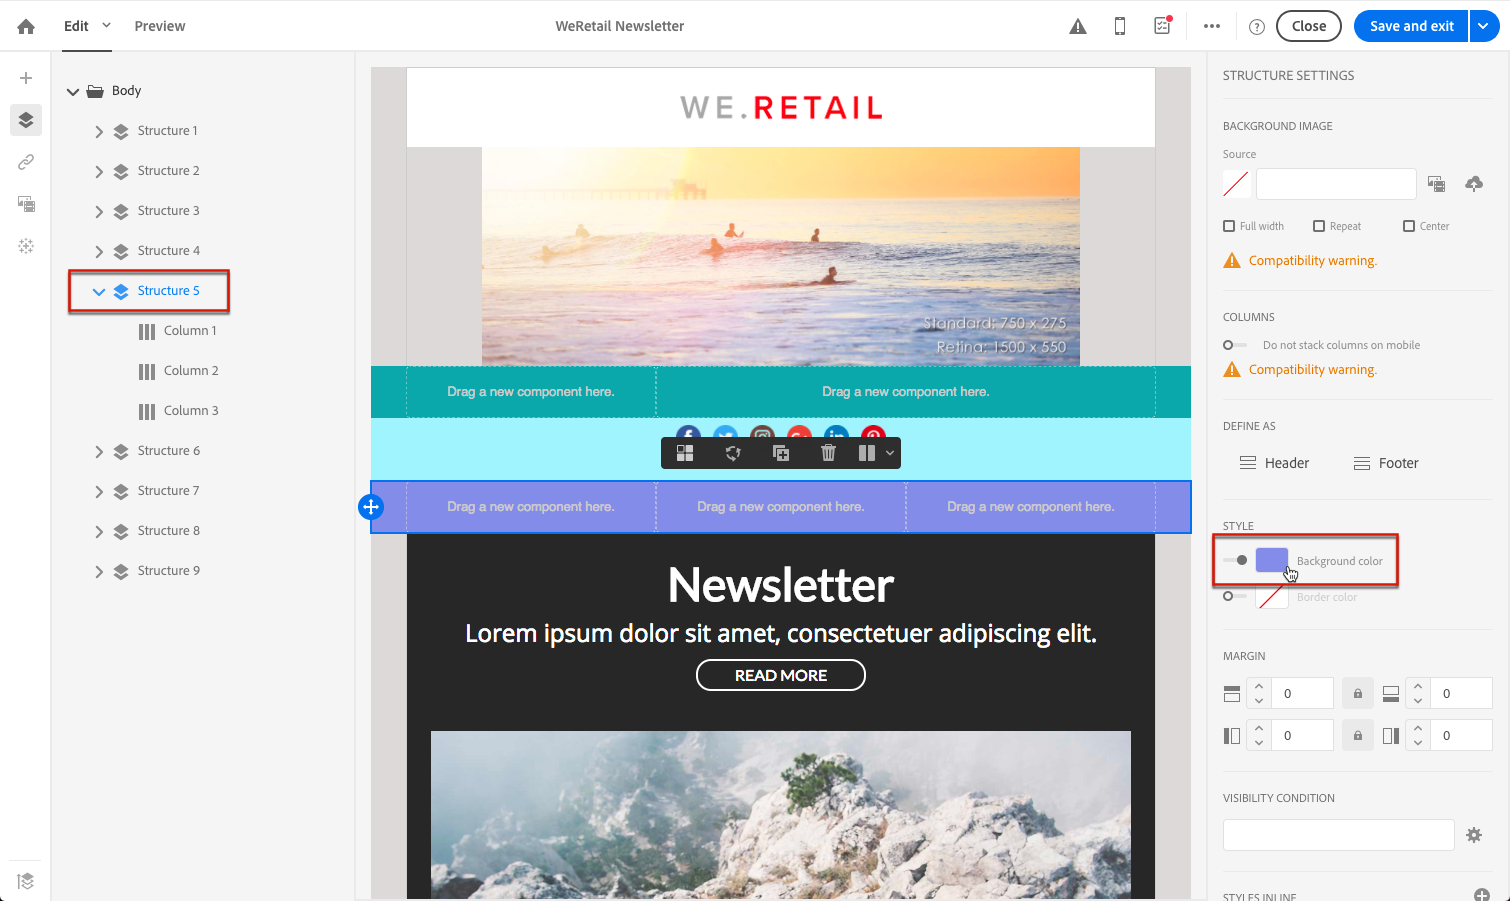 Edit
Preview
WeRetail Newsletter
Close
Save and exit
Body
Structure 1
Structure 2
Structure 3
Structure 4
Structure 5
Column 1
Column 2
Column 3
Structure 6
Structure 7
Structure 8
Structure 9
WE.RETAIL
Standard: 750 x 275
Retina: 1500 x 550
Drag a new component here.
Drag a new component here.
Drag a new component here.
Drag a new component here.
Drag a new component here.
Newsletter
Lorem ipsum dolor sit amet, consectetuer adipiscing elit.
READ MORE
STRUCTURE SETTINGS
BACKGROUND IMAGE
Source
Full width
Repeat
Center
Compatibility warning.
COLUMNS
Do not stack columns on mobile
Compatibility warning.
DEFINE AS
Header
Footer
STYLE
Background color
Border color
MARGIN
0
0
0
0
VISIBILITY CONDITION
STYLES INLINE